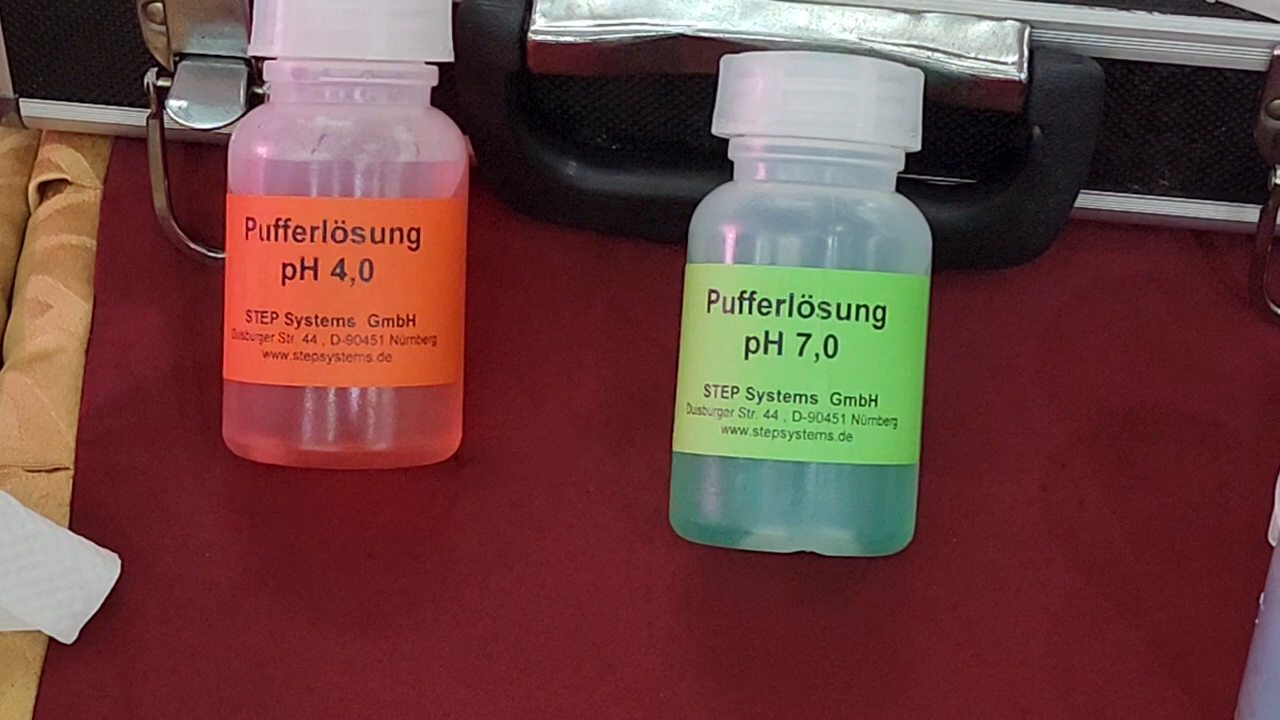 Pufferlösung
pH 4,0
STEP Systems GmbH
Duisburger Str. 44 , D-90451 Nürnberg
www.stepsystems.de
Pufferlösung
pH 7,0
STEP Systems GmbH
Duisburger Str. 44 , D-90451 Nürnberg
www.stepsystems.de